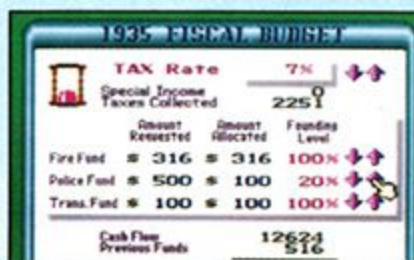 1935 FISCAL BUDGET
TAX Rate 7%
Special Income 0
Taxes Collected 2251
Amount Requested Amount Allocated Founding Level
Fire Fund $ 316 $ 316 100%
Police Fund $ 500 $ 100 20%
Trans. Fund $ 100 $ 100 100%
Cash Flow 12624
Previous Funds 516